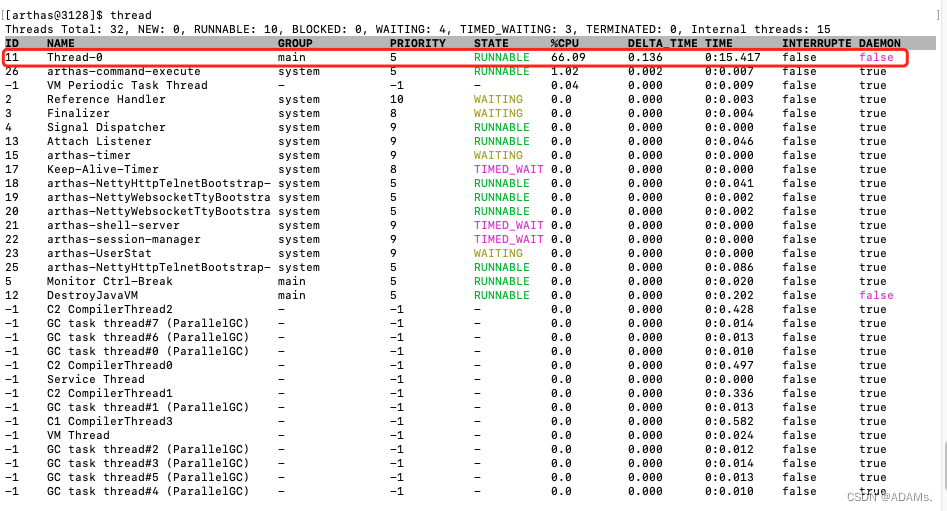 [[arthas@3128]$ thread ]
Threads Total: 32, NEW: 0, RUNNABLE: 10, BLOCKED: 0, WAITING: 4, TIMED_WAITING: 3, TERMINATED: 0, Internal threads: 15
ID NAME GROUP PRIORITY STATE %CPU DELTA_TIME TIME INTERRUPTE DAEMON
11 Thread-0 main 5 RUNNABLE 66.09 0.136 0:15.417 false false
26 arthas-command-execute system 5 RUNNABLE 1.02 0.002 0:0.007 false true
-1 VM Periodic Task Thread - -1 - 0.04 0.000 0:0.009 false true
2 Reference Handler system 10 WAITING 0.0 0.000 0:0.003 false true
3 Finalizer system 8 WAITING 0.0 0.000 0:0.004 false true
4 Signal Dispatcher system 9 RUNNABLE 0.0 0.000 0:0.000 false true
13 Attach Listener system 9 RUNNABLE 0.0 0.000 0:0.046 false true
15 arthas-timer system 9 WAITING 0.0 0.000 0:0.000 false true
17 Keep-Alive-Timer system 8 TIMED_WAIT 0.0 0.000 0:0.000 false true
18 arthas-NettyHttpTelnetBootstrap- system 5 RUNNABLE 0.0 0.000 0:0.041 false true
19 arthas-NettyWebsocketTtyBootstra system 5 RUNNABLE 0.0 0.000 0:0.002 false true
20 arthas-NettyWebsocketTtyBootstra system 5 RUNNABLE 0.0 0.000 0:0.002 false true
21 arthas-shell-server system 9 TIMED_WAIT 0.0 0.000 0:0.000 false true
22 arthas-session-manager system 9 TIMED_WAIT 0.0 0.000 0:0.000 false true
23 arthas-UserStat system 9 WAITING 0.0 0.000 0:0.000 false true
25 arthas-NettyHttpTelnetBootstrap- system 5 RUNNABLE 0.0 0.000 0:0.086 false true
5 Monitor Ctrl-Break main 5 RUNNABLE 0.0 0.000 0:0.020 false true
12 DestroyJavaVM main 5 RUNNABLE 0.0 0.000 0:0.202 false false
-1 C2 CompilerThread2 - -1 - 0.0 0.000 0:0.428 false true
-1 GC task thread#7 (ParallelGC) - -1 - 0.0 0.000 0:0.014 false true
-1 GC task thread#6 (ParallelGC) - -1 - 0.0 0.000 0:0.013 false true
-1 GC task thread#0 (ParallelGC) - -1 - 0.0 0.000 0:0.010 false true
-1 C2 CompilerThread0 - -1 - 0.0 0.000 0:0.497 false true
-1 Service Thread - -1 - 0.0 0.000 0:0.000 false true
-1 C2 CompilerThread1 - -1 - 0.0 0.000 0:0.336 false true
-1 GC task thread#1 (ParallelGC) - -1 - 0.0 0.000 0:0.013 false true
-1 C1 CompilerThread3 - -1 - 0.0 0.000 0:0.582 false true
-1 VM Thread - -1 - 0.0 0.000 0:0.024 false true
-1 GC task thread#2 (ParallelGC) - -1 - 0.0 0.000 0:0.012 false true
-1 GC task thread#3 (ParallelGC) - -1 - 0.0 0.000 0:0.014 false true
-1 GC task thread#5 (ParallelGC) - -1 - 0.0 0.000 0:0.013 false true
-1 GC task thread#4 (ParallelGC) - -1 - 0.0 0.000 0:0.010 false true
CSDN @ADAMs.